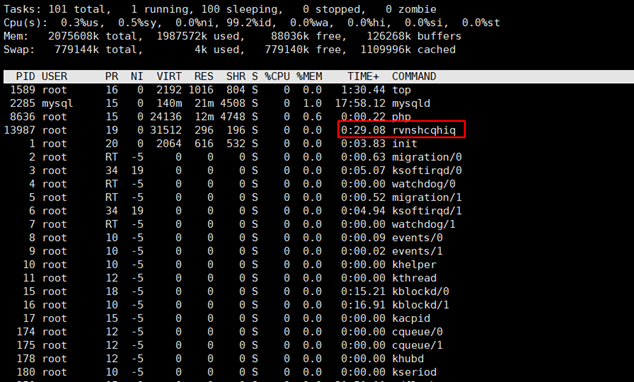 Tasks: 101 total, 1 running, 100 sleeping, 0 stopped, 0 zombie
Cpu(s): 0.3%us, 0.5%sy, 0.0%ni, 99.2%id, 0.0%wa, 0.0%hi, 0.0%si, 0.0%st
Mem: 2075608k total, 1987572k used, 88036k free, 126268k buffers
Swap: 779144k total, 4k used, 779140k free, 1109996k cached
PID USER PR NI VIRT RES SHR S %CPU %MEM TIME+ COMMAND
1589 root 16 0 2192 1016 804 S 0 0.0 1:30.44 top
2285 mysql 15 0 140m 21m 4508 S 0 1.0 17:58.12 mysqld
8636 root 15 0 24136 12m 4748 S 0 0.6 0:00.22 php
13987 root 19 0 31512 296 196 S 0 0.0 0:29.08 rvnshcqhiq
1 root 20 0 2064 616 532 S 0 0.0 0:03.83 init
2 root RT -5 0 0 0 S 0 0.0 0:00.63 migration/0
3 root 34 19 0 0 0 S 0 0.0 0:05.07 ksoftirqd/0
4 root RT -5 0 0 0 S 0 0.0 0:00.00 watchdog/0
5 root RT -5 0 0 0 S 0 0.0 0:00.52 migration/1
6 root 34 19 0 0 0 S 0 0.0 0:04.94 ksoftirqd/1
7 root RT -5 0 0 0 S 0 0.0 0:00.00 watchdog/1
8 root 10 -5 0 0 0 S 0 0.0 0:00.09 events/0
9 root 10 -5 0 0 0 S 0 0.0 0:00.02 events/1
10 root 10 -5 0 0 0 S 0 0.0 0:00.00 khelper
11 root 12 -5 0 0 0 S 0 0.0 0:00.00 kthread
15 root 18 -5 0 0 0 S 0 0.0 0:15.21 kblockd/0
16 root 10 -5 0 0 0 S 0 0.0 0:16.91 kblockd/1
17 root 15 -5 0 0 0 S 0 0.0 0:00.00 kacpid
174 root 12 -5 0 0 0 S 0 0.0 0:00.00 cqueue/0
175 root 12 -5 0 0 0 S 0 0.0 0:00.00 cqueue/1
178 root 12 -5 0 0 0 S 0 0.0 0:00.00 khubd
180 root 10 -5 0 0 0 S 0 0.0 0:00.00 kseriod